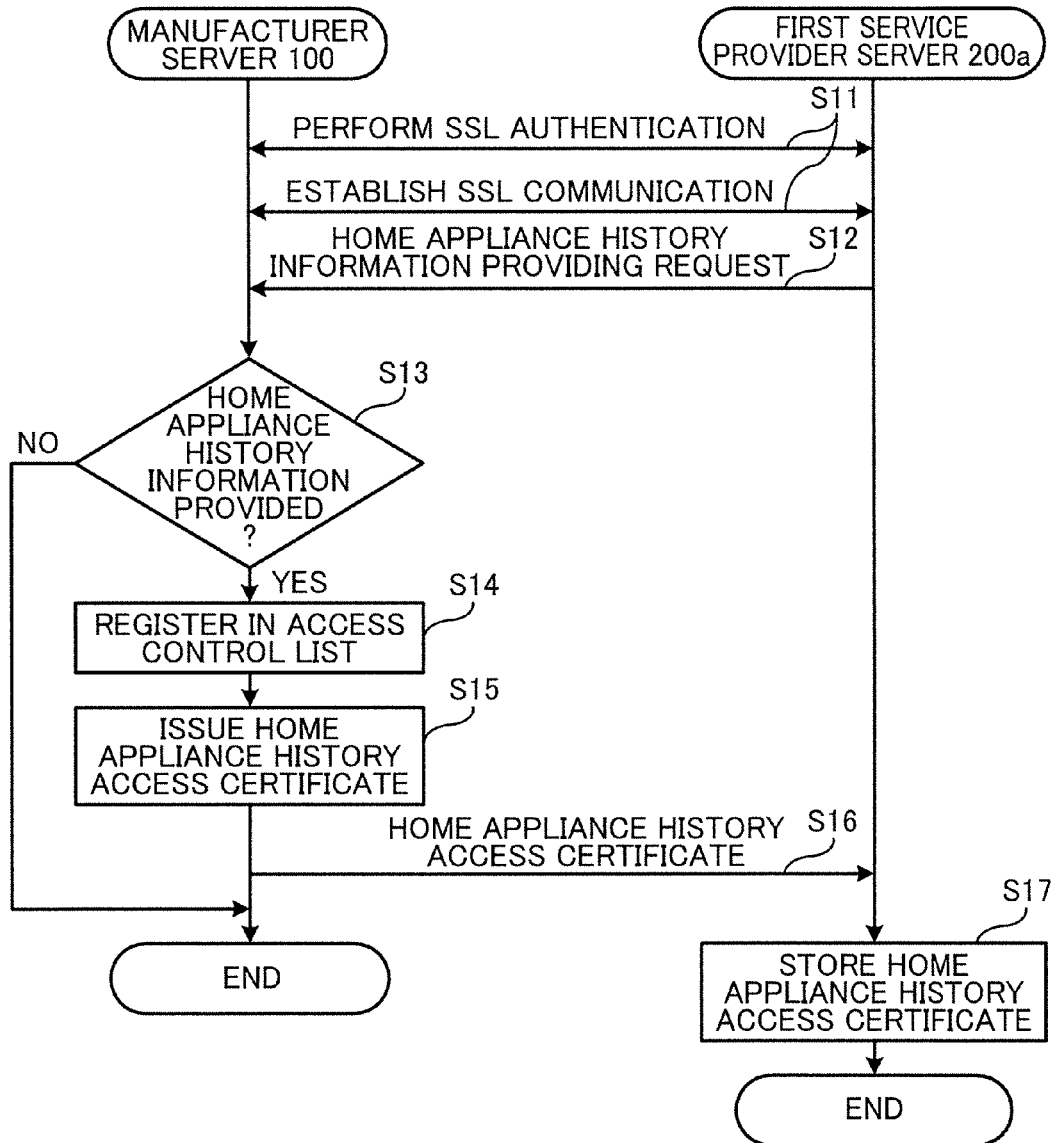 MANUFACTURER
SERVER 100
FIRST SERVICE
PROVIDER SERVER 200a
S11
PERFORM SSL AUTHENTICATION
ESTABLISH SSL COMMUNICATION
HOME APPLIANCE HISTORY
INFORMATION PROVIDING REQUEST
S12
S13
HOME
APPLIANCE
HISTORY
INFORMATION
PROVIDED
?
NO
YES
S14
REGISTER IN ACCESS
CONTROL LIST
S15
ISSUE HOME
APPLIANCE HISTORY
ACCESS CERTIFICATE
HOME APPLIANCE HISTORY
ACCESS CERTIFICATE
S16
S17
STORE HOME
APPLIANCE HISTORY
ACCESS CERTIFICATE
END
END